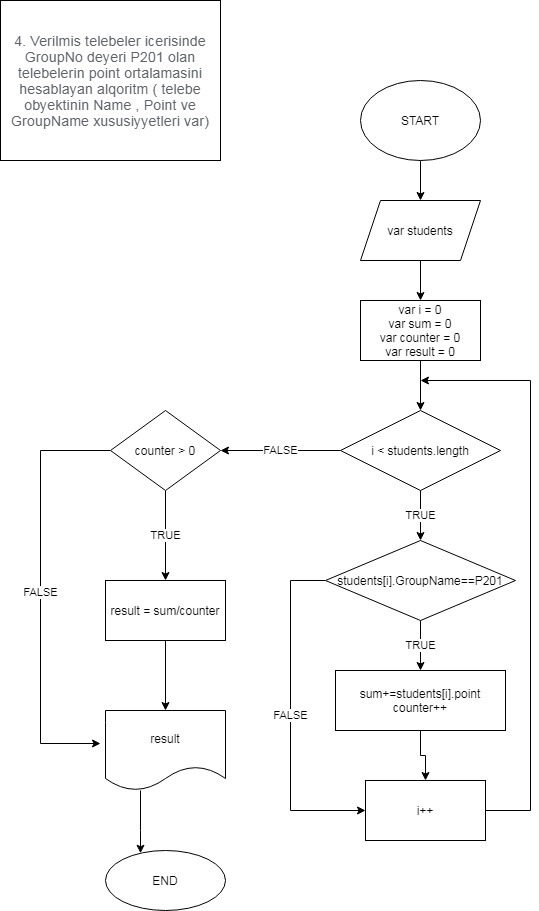 4. Verilmis telebeler icerisinde
GroupNo deyeri P201 olan
telebelerin point ortalamasini
hesablayan alqoritm ( telebe
obyektinin Name , Point ve
GroupName xususiyyetleri var)
START
var students
var i = 0
var sum = 0
var counter = 0
var result = 0
i < students.length
FALSE
counter > 0
TRUE
TRUE
students[i].GroupName==P201
FALSE
result = sum/counter
TRUE
sum+=students[i].point
counter++
FALSE
result
i++
END